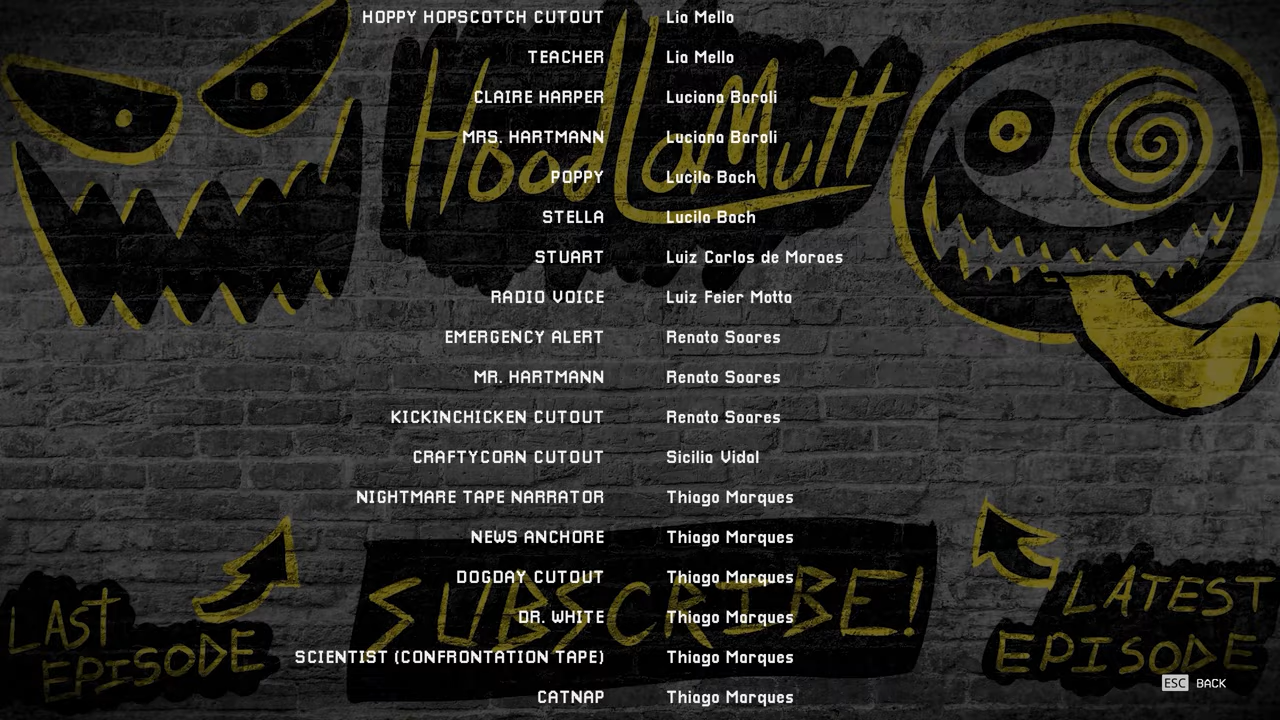 HOPPY HOPSCOTCH CUTOUT Lia Mello
TEACHER Lia Mello
CLAIRE HARPER Luciana Baroli
MRS. HARTMANN Luciana Baroli
POPPY Lucila Bach
STELLA Lucila Bach
STUART Luiz Carlos de Moraes
RADIO VOICE Luiz Feier Motta
EMERGENCY ALERT Renato Soares
MR. HARTMANN Renato Soares
KICKINCHICKEN CUTOUT Renato Soares
CRAFTYCORN CUTOUT Sicilia Vidal
NIGHTMARE TAPE NARRATOR Thiago Marques
NEWS ANCHORE Thiago Marques
DOGDAY CUTOUT Thiago Marques
DR. WHITE Thiago Marques
SCIENTIST (CONFRONTATION TAPE) Thiago Marques
CATNAP Thiago Marques
HoodLoMutt
LAST
EPISODE
SUBSCRIBE!
LATEST
EPISODE
ESC BACK